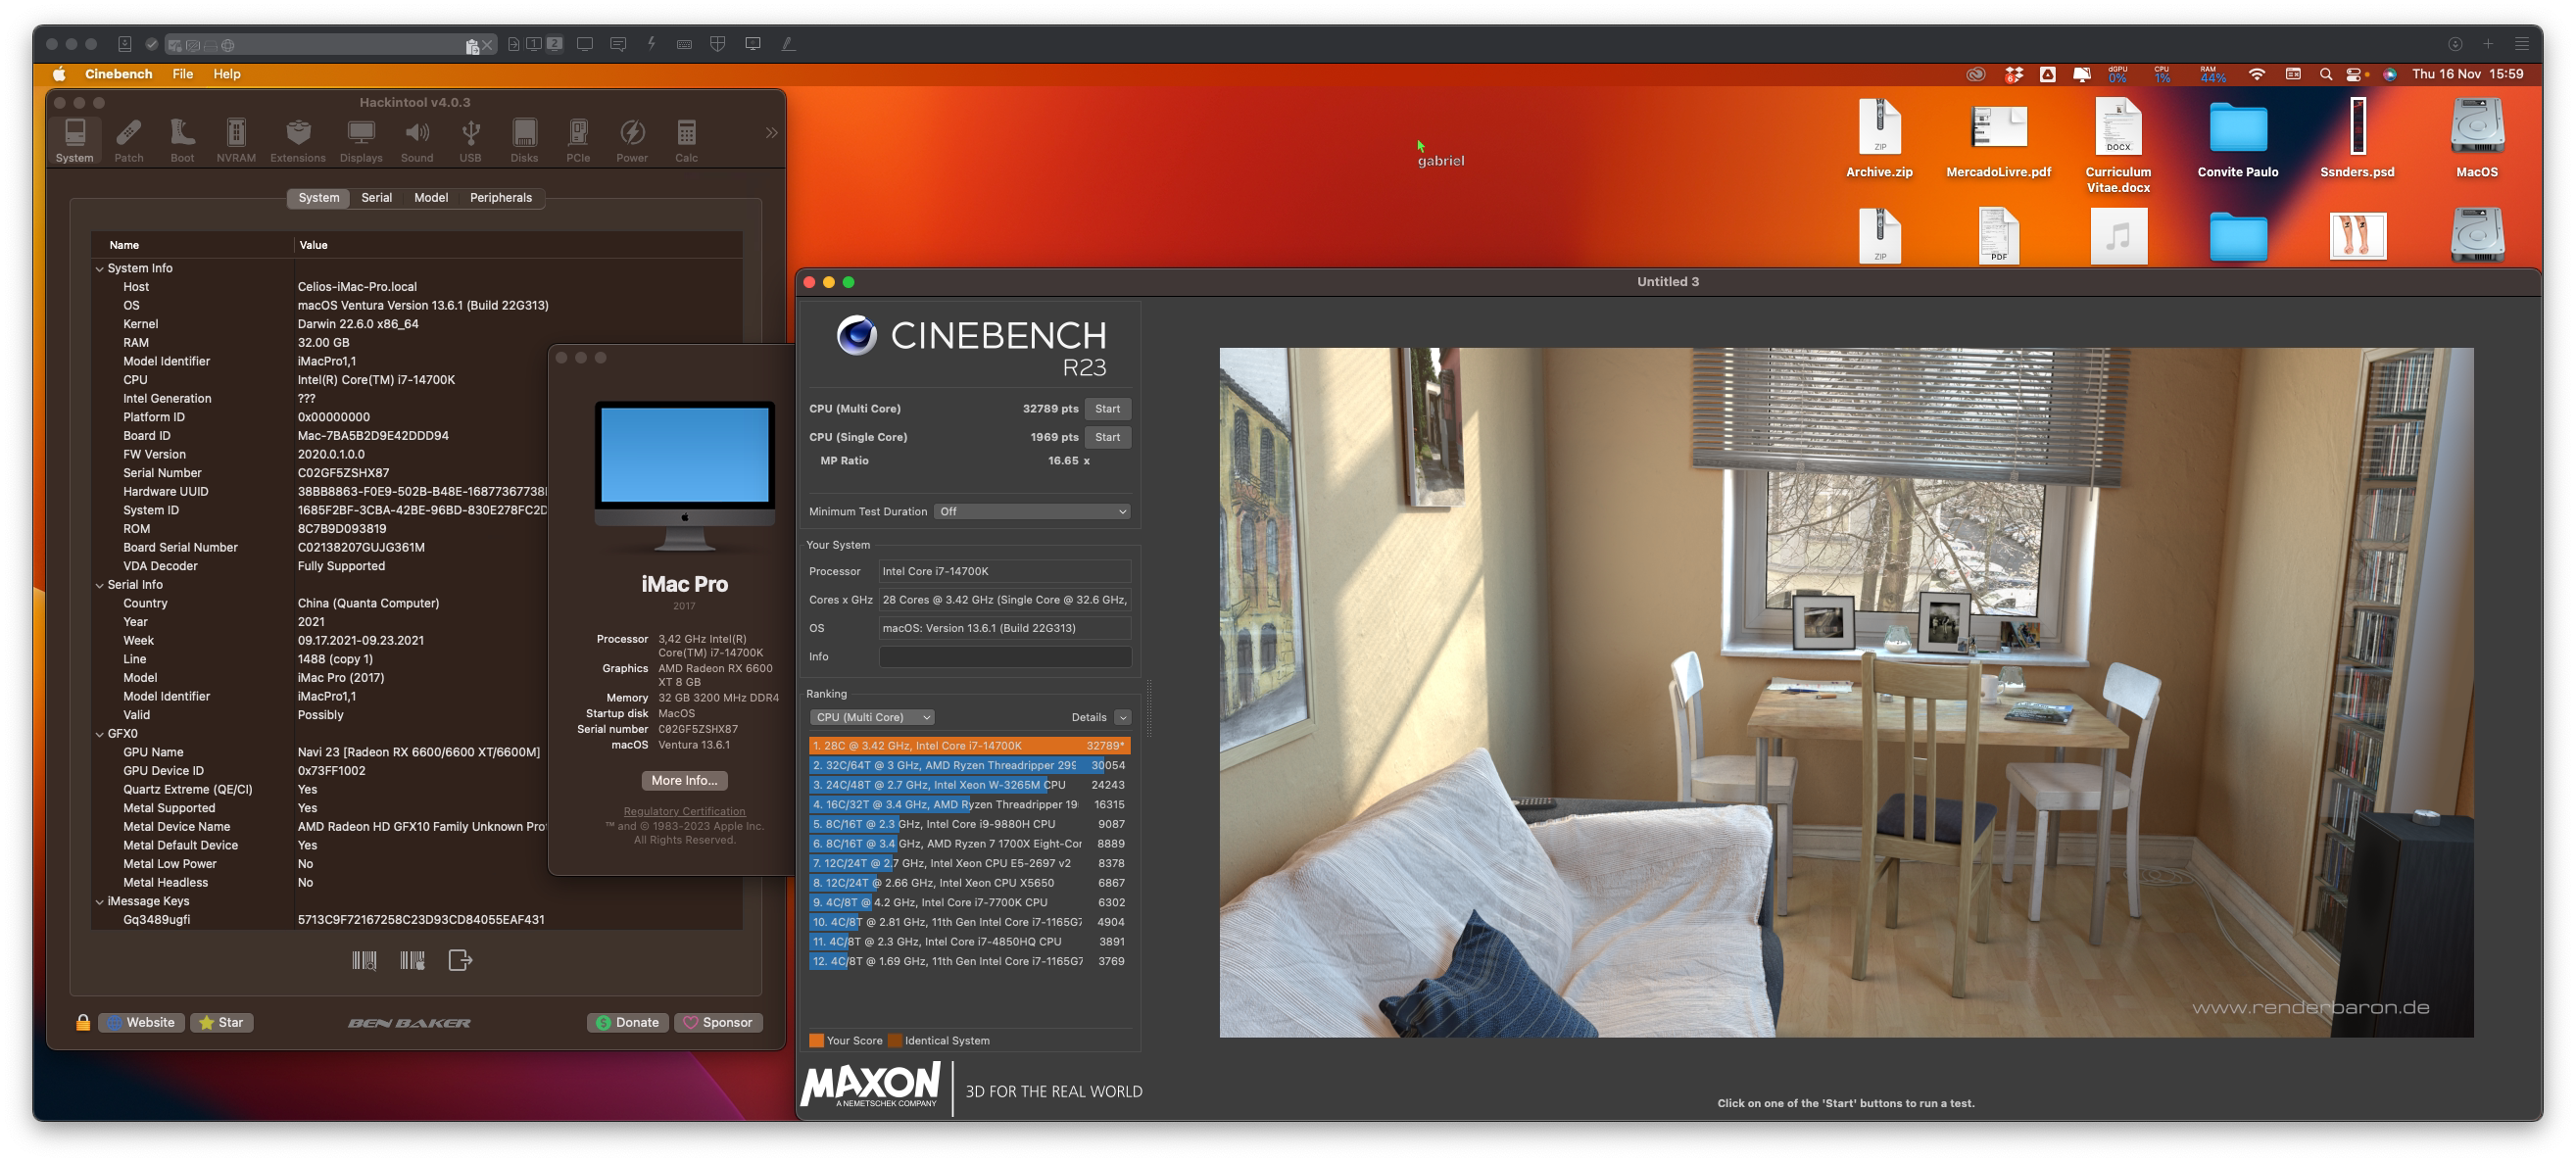 Cinebench File Help
dGPU 0% CPU 1% RAM 44% Thu 16 Nov 15:59
Hackintool v4.0.3
System Patch Boot NVRAM Extensions Displays Sound USB Disks PCIe Power Calc
System Serial Model Peripherals
Name Value
System Info
Host Celios-iMac-Pro.local
OS macOS Ventura Version 13.6.1 (Build 22G313)
Kernel Darwin 22.6.0 x86_64
RAM 32.00 GB
Model Identifier iMacPro1,1
CPU Intel(R) Core(TM) i7-14700K
Intel Generation ???
Platform ID 0x00000000
Board ID Mac-7BA5B2D9E42DDD94
FW Version 2020.0.1.0.0
Serial Number C02GF5ZSHX87
Hardware UUID 38BB8863-F0E9-502B-B48E-16877367738
System ID 1685F2BF-3CBA-42BE-96BD-830E278FC2D
ROM 8C7B9D093819
Board Serial Number C02138207GUJG361M
VDA Decoder Fully Supported
Serial Info
Country China (Quanta Computer)
Year 2021
Week 09.17.2021-09.23.2021
Line 1488 (copy 1)
Model iMac Pro (2017)
Model Identifier iMacPro1,1
Valid Possibly
GFX0
GPU Name Navi 23 [Radeon RX 6600/6600 XT/6600M]
GPU Device ID 0x73FF1002
Quartz Extreme (QE/CI) Yes
Metal Supported Yes
Metal Device Name AMD Radeon HD GFX10 Family Unknown
Metal Default Device Yes
Metal Low Power No
Metal Headless No
iMessage Keys
Gq3489ugfi 5713C9F72167258C23D93CD84055EAF431
Website Star BEN BAKER Donate Sponsor
iMac Pro
2017
Processor 3,42 GHz Intel(R)
Core(TM) i7-14700K
Graphics AMD Radeon RX 6600
XT 8 GB
Memory 32 GB 3200 MHz DDR4
Startup disk MacOS
Serial number C02GF5ZSHX87
macOS Ventura 13.6.1
More Info...
Regulatory Certification
™ and © 1983-2023 Apple Inc.
All Rights Reserved.
gabriel
ZIP DOCX
Archive.zip MercadoLivre.pdf Curriculum Convite Paulo Ssnders.psd MacOS
Vitae.docx
ZIP PDF
Untitled 3
CINEBENCH
R23
CPU (Multi Core) 32789 pts Start
CPU (Single Core) 1969 pts Start
MP Ratio 16.65 x
Minimum Test Duration Off
Your System
Processor Intel Core i7-14700K
Cores x GHz 28 Cores @ 3.42 GHz (Single Core @ 32.6 GHz,
OS macOS: Version 13.6.1 (Build 22G313)
Info
Ranking
CPU (Multi Core) Details
1. 28C @ 3.42 GHz, Intel Core i7-14700K 32789*
2. 32C/64T @ 3 GHz, AMD Ryzen Threadripper 299 30054
3. 24C/48T @ 2.7 GHz, Intel Xeon W-3265M CPU 24243
4. 16C/32T @ 3.4 GHz, AMD Ryzen Threadripper 19 16315
5. 8C/16T @ 2.3 GHz, Intel Core i9-9880H CPU 9087
6. 8C/16T @ 3.4 GHz, AMD Ryzen 7 1700X Eight-Cor 8889
7. 12C/24T @ 2.7 GHz, Intel Xeon CPU E5-2697 v2 8378
8. 12C/24T @ 2.66 GHz, Intel Xeon CPU X5650 6867
9. 4C/8T @ 4.2 GHz, Intel Core i7-7700K CPU 6302
10. 4C/8T @ 2.81 GHz, 11th Gen Intel Core i7-1165G7 4904
11. 4C/8T @ 2.3 GHz, Intel Core i7-4850HQ CPU 3891
12. 4C/8T @ 1.69 GHz, 11th Gen Intel Core i7-1165G7 3769
Your Score Identical System
MAXON
A NEMETSCHEK COMPANY
3D FOR THE REAL WORLD
www.renderbaron.de
Click on one of the 'Start' buttons to run a test.